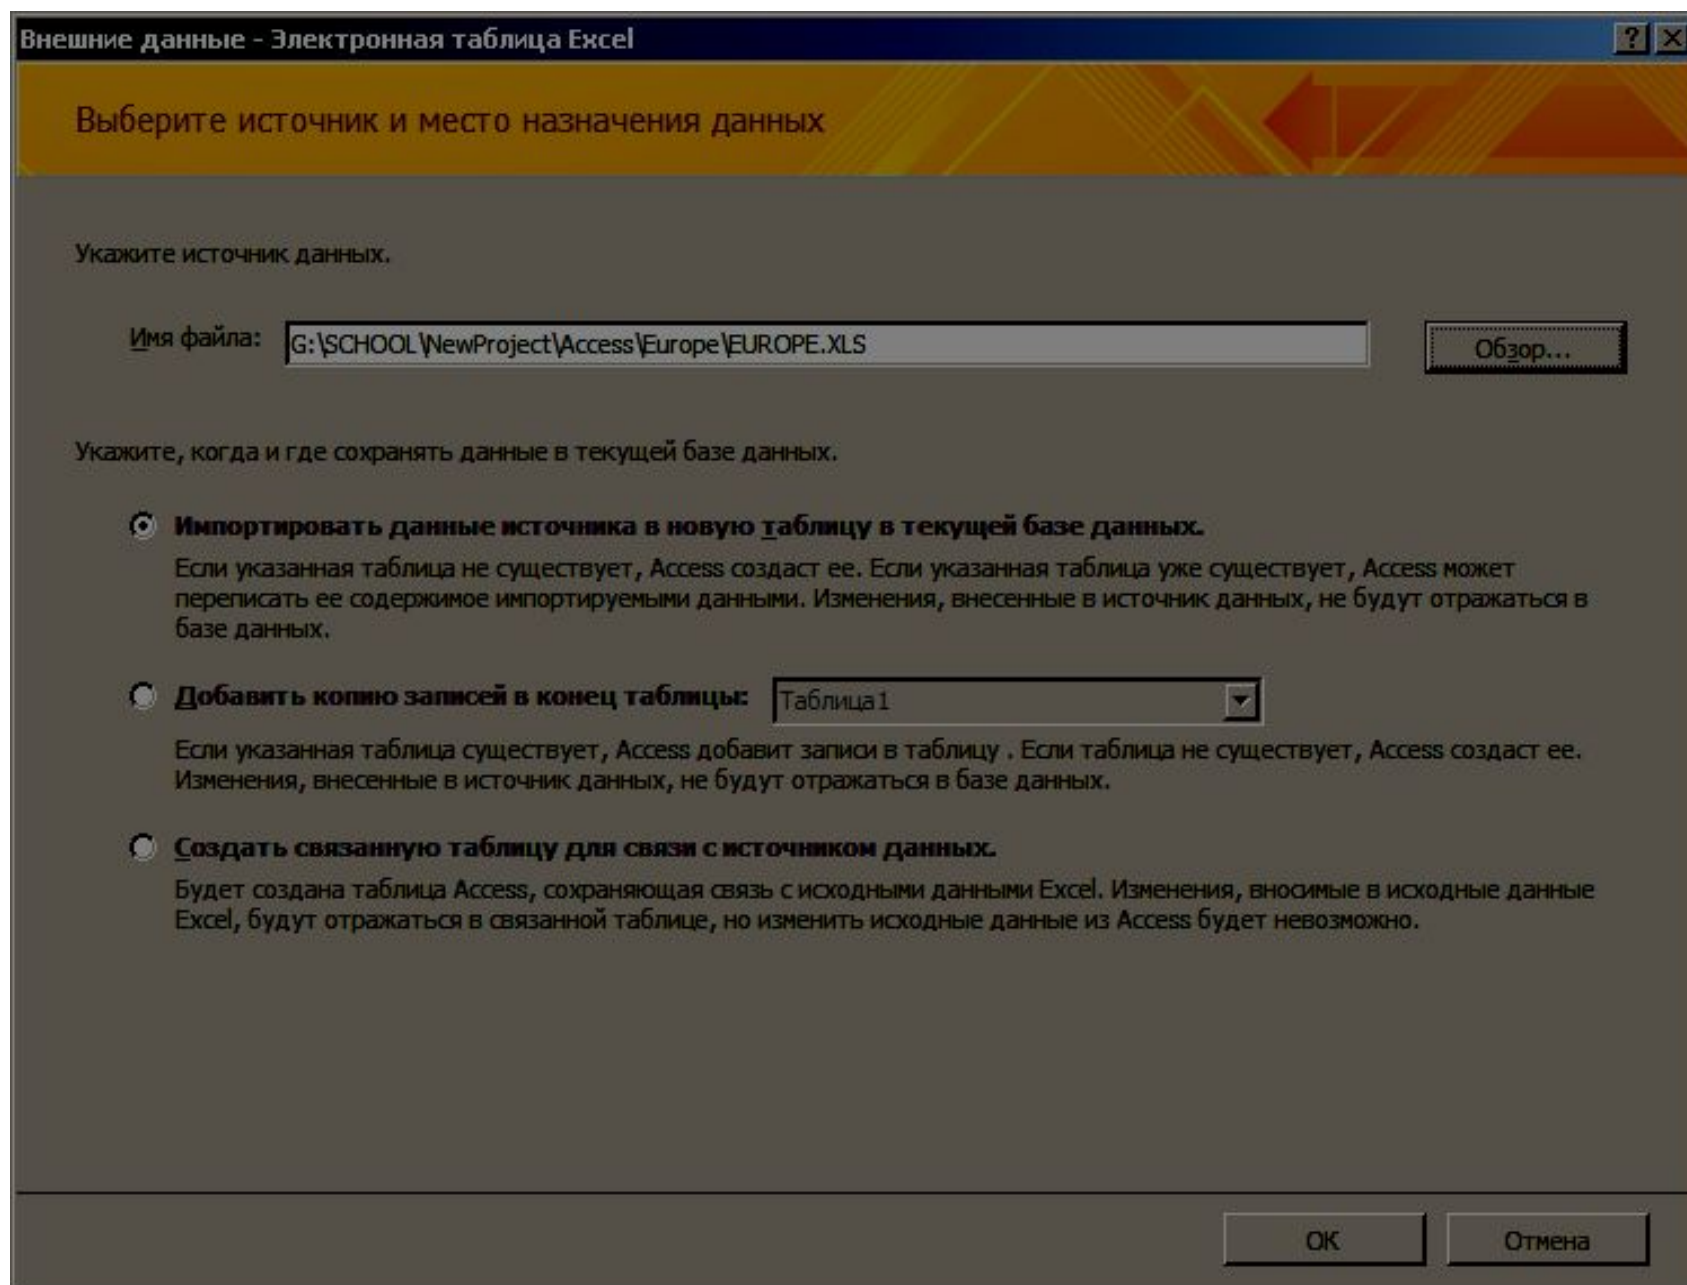 Внешние данные - Электронная таблица Excel
Выберите источник и место назначения данных
Укажите источник данных.
Имя файла: G:\SCHOOL\NewProject\Access\Europe\EUROPE.XLS Обзор...
Укажите, когда и где сохранять данные в текущей базе данных.
Импортировать данные источника в новую таблицу в текущей базе данных.
Если указанная таблица не существует, Access создаст ее. Если указанная таблица уже существует, Access может
переписать ее содержимое импортируемыми данными. Изменения, внесенные в источник данных, не будут отражаться в
базе данных.
Добавить копию записей в конец таблицы: Таблица1
Если указанная таблица существует, Access добавит записи в таблицу . Если таблица не существует, Access создаст ее.
Изменения, внесенные в источник данных, не будут отражаться в базе данных.
Создать связанную таблицу для связи с источником данных.
Будет создана таблица Access, сохраняющая связь с исходными данными Excel. Изменения, вносимые в исходные данные
Excel, будут отражаться в связанной таблице, но изменить исходные данные из Access будет невозможно.
ОК Отмена